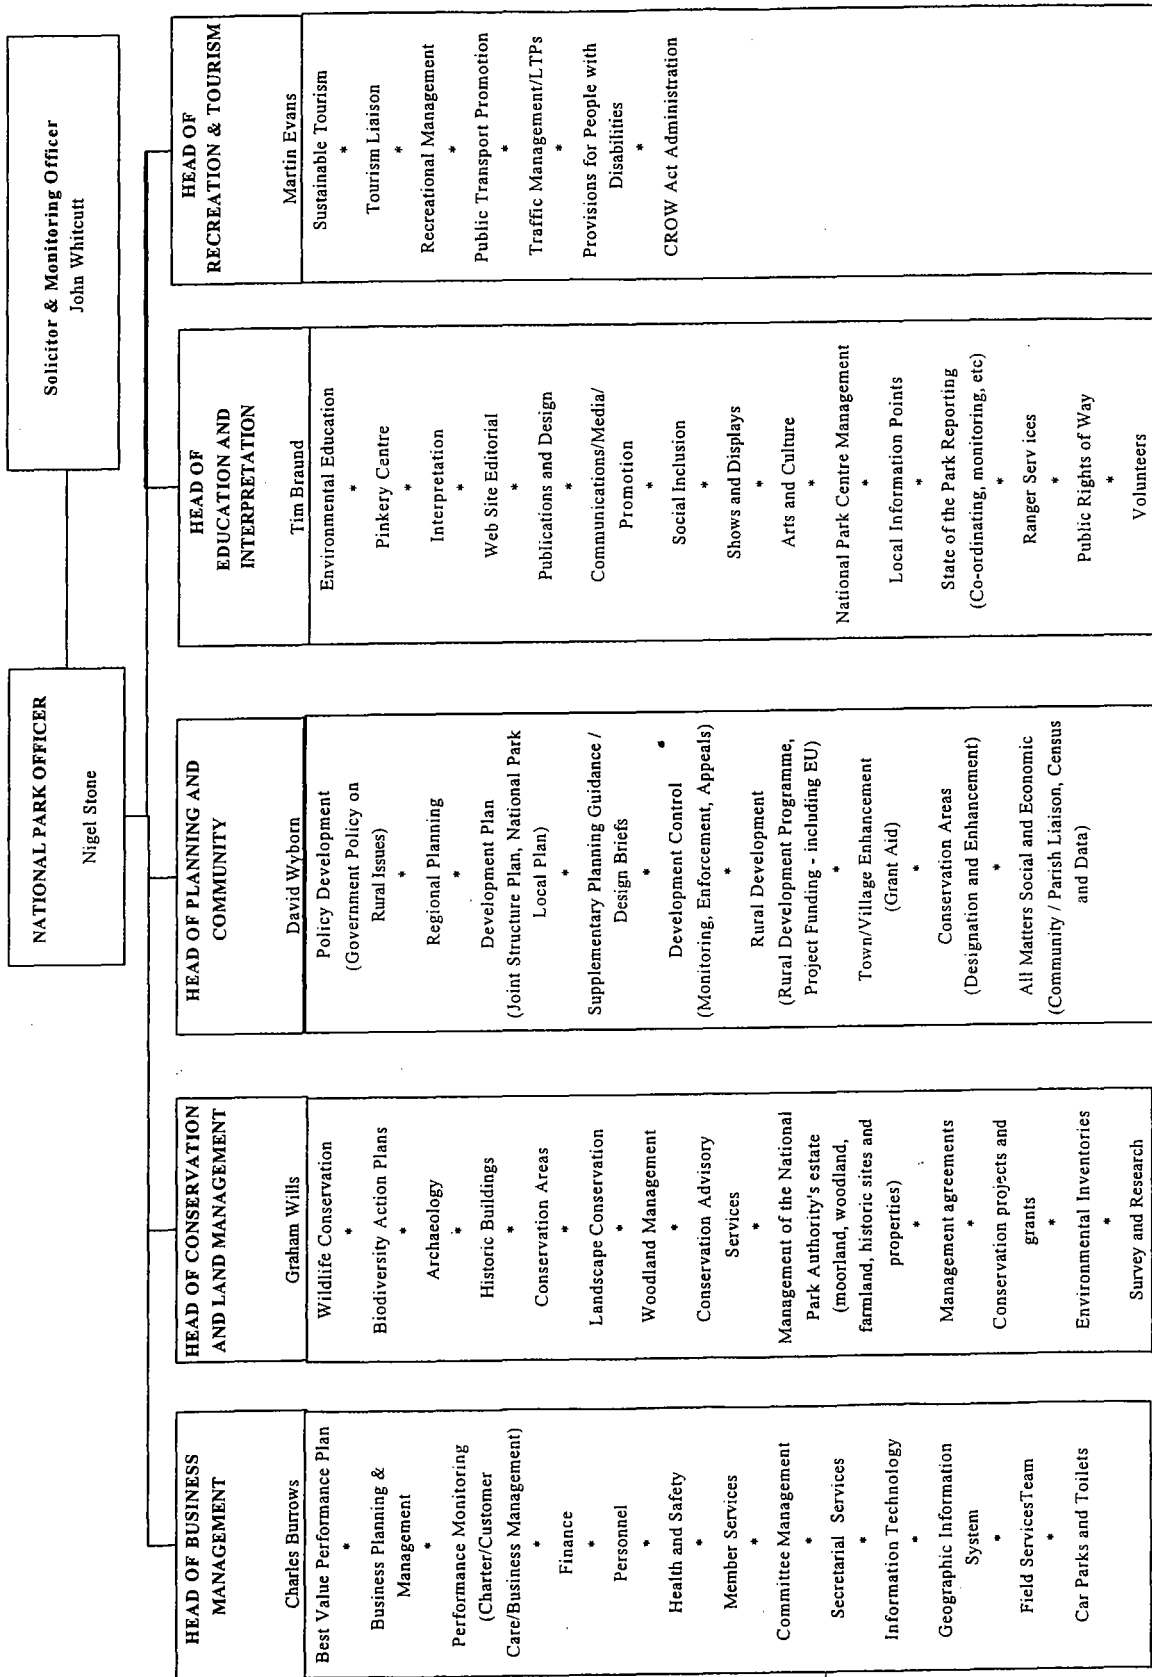 NATIONAL PARK OFFICER
Nigel Stone
Solicitor & Monitoring Officer
John Whitcutt
HEAD OF BUSINESS
MANAGEMENT
Charles Burrows
Best Value Performance Plan
*
Business Planning &
Management
*
Performance Monitoring
(Charter/Customer
Care/Business Management)
*
Finance
*
Personnel
*
Health and Safety
*
Member Services
*
Committee Management
*
Secretarial Services
*
Information Technology
*
Geographic Information
System
*
Field ServicesTeam
*
Car Parks and Toilets
HEAD OF CONSERVATION
AND LAND MANAGEMENT
Graham Wills
Wildlife Conservation
*
Biodiversity Action Plans
*
Archaeology
*
Historic Buildings
*
Conservation Areas
*
Landscape Conservation
*
Woodland Management
*
Conservation Advisory
Services
*
Management of the National
Park Authority's estate
(moorland, woodland,
farmland, historic sites and
properties)
*
Management agreements
*
Conservation projects and
grants
*
Environmental Inventories
*
Survey and Research
HEAD OF PLANNING AND
COMMUNITY
David Wyborn
Policy Development
(Government Policy on
Rural Issues)
*
Regional Planning
*
Development Plan
(Joint Structure Plan, National Park
Local Plan)
*
Supplementary Planning Guidance /
Design Briefs
*
Development Control
(Monitoring, Enforcement, Appeals)
*
Rural Development
(Rural Development Programme,
Project Funding - including EU)
*
Town/Village Enhancement
(Grant Aid)
*
Conservation Areas
(Designation and Enhancement)
*
All Matters Social and Economic
(Community / Parish Liaison, Census
and Data)
HEAD OF
EDUCATION AND
INTERPRETATION
Tim Braund
Environmental Education
*
Pinkery Centre
*
Interpretation
*
Web Site Editorial
*
Publications and Design
*
Communications/Media/
Promotion
*
Social Inclusion
*
Shows and Displays
*
Arts and Culture
*
National Park Centre Management
*
Local Information Points
*
State of the Park Reporting
(Co-ordinating, monitoring, etc)
*
Ranger Services
*
Public Rights of Way
*
Volunteers
HEAD OF
RECREATION & TOURISM
Martin Evans
Sustainable Tourism
*
Tourism Liaison
*
Recreational Management
*
Public Transport Promotion
*
Traffic Management/LTPs
*
Provisions for People with
Disabilities
*
CROW Act Administration